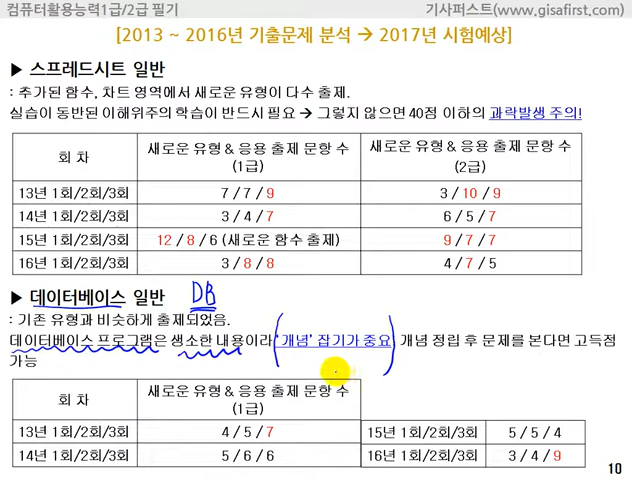 컴퓨터활용능력1급/2급 필기
기사퍼스트(www.gisafirst.com)
[2013 ~ 2016년 기출문제 분석 → 2017년 시험예상]
▶ 스프레드시트 일반
: 추가된 함수, 차트 영역에서 새로운 유형이 다수 출제.
실습이 동반된 이해위주의 학습이 반드시 필요 → 그렇지 않으면 40점 이하의 과락발생 주의!
회 차 새로운 유형 & 응용 출제 문항 수 새로운 유형 & 응용 출제 문항 수
(1급) (2급)
13년 1회/2회/3회 7 / 7 / 9 3 / 10 / 9
14년 1회/2회/3회 3 / 4 / 7 6 / 5 / 7
15년 1회/2회/3회 12 / 8 / 6 (새로운 함수 출제) 9 / 7 / 7
16년 1회/2회/3회 3 / 8 / 8 4 / 7 / 5
▶ 데이터베이스 일반 DB
: 기존 유형과 비슷하게 출제되었음.
데이터베이스 프로그램은 생소한 내용이라 '개념' 잡기가 중요 개념 정립 후 문제를 본다면 고득점
가능
회 차 새로운 유형 & 응용 출제 문항 수
(1급)
13년 1회/2회/3회 4 / 5 / 7 15년 1회/2회/3회 5 / 5 / 4
14년 1회/2회/3회 5 / 6 / 6 16년 1회/2회/3회 3 / 4 / 9
10